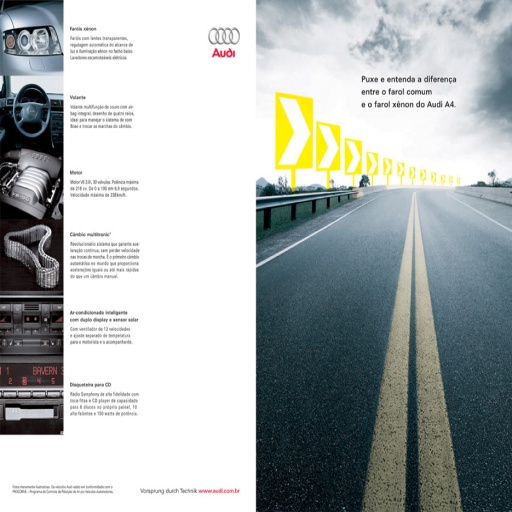 Faróis xênon
Faróis com lentes transparentes,
regulagem automática do alcance de
luz e iluminação xênon no facho baixo.
Lavadores escamoteáveis elétricos.
Volante
Volante multifunção de couro com air-
bag integral, desenho de quatro raios,
ideal para manejar o sistema de som
Bose e trocar as marchas do câmbio.
Motor
Motor V6 3.0l, 30 válvulas. Potência máxima
de 218 cv. De 0 a 100 em 6,9 segundos.
Velocidade máxima de
Câmbio multitronic®
Revolucionário sistema que garante ace-
leração contínua, sem perder velocidade
nas trocas de marcha. É o primeiro câmbio
automático no mundo que proporciona
acelerações iguais ou até mais rápidas
do que um câmbio manual.
Ar-condicionado inteligente
com duplo display e sensor solar
Com ventilador de 12 velocidades
e ajuste separado de temperatura
para o motorista e o acompanhante.
BAVERN 3
Disqueteira para CD
Rádio Symphony de alta fidelidade com
toca-fitas e CD player de capacidade
para 6 discos no próprio painel, 10
alto-falantes e 150 watts de potência.
Fotos meramente ilustrativas. Os veículos Audi estão em conformidade com o
PROCONVE - Programa de Controle da Poluição do Ar por Veículos Automotores.
Vorsprung durch Technik www.audi.com.br
Audi
Puxe e entenda a diferença
entre o farol comum
e o farol xênon do Audi A4.